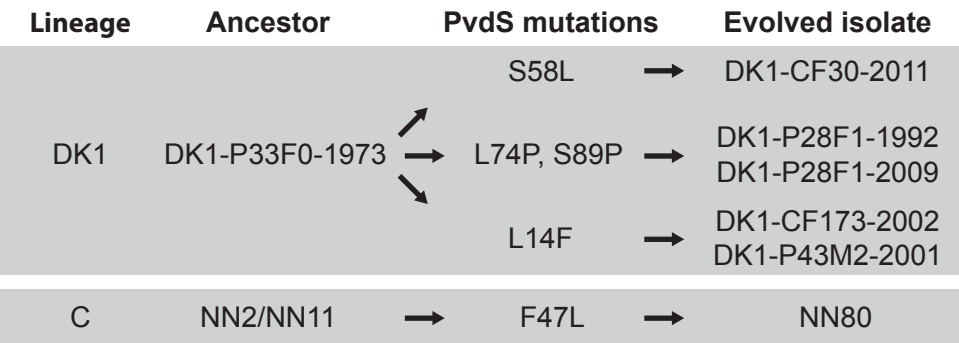 Lineage Ancestor PvdS mutations Evolved isolate
S58L → DK1-CF30-2011
DK1 DK1-P33F0-1973 → L74P, S89P → DK1-P28F1-1992
DK1-P28F1-2009
L14F → DK1-CF173-2002
DK1-P43M2-2001
C NN2/NN11 → F47L → NN80